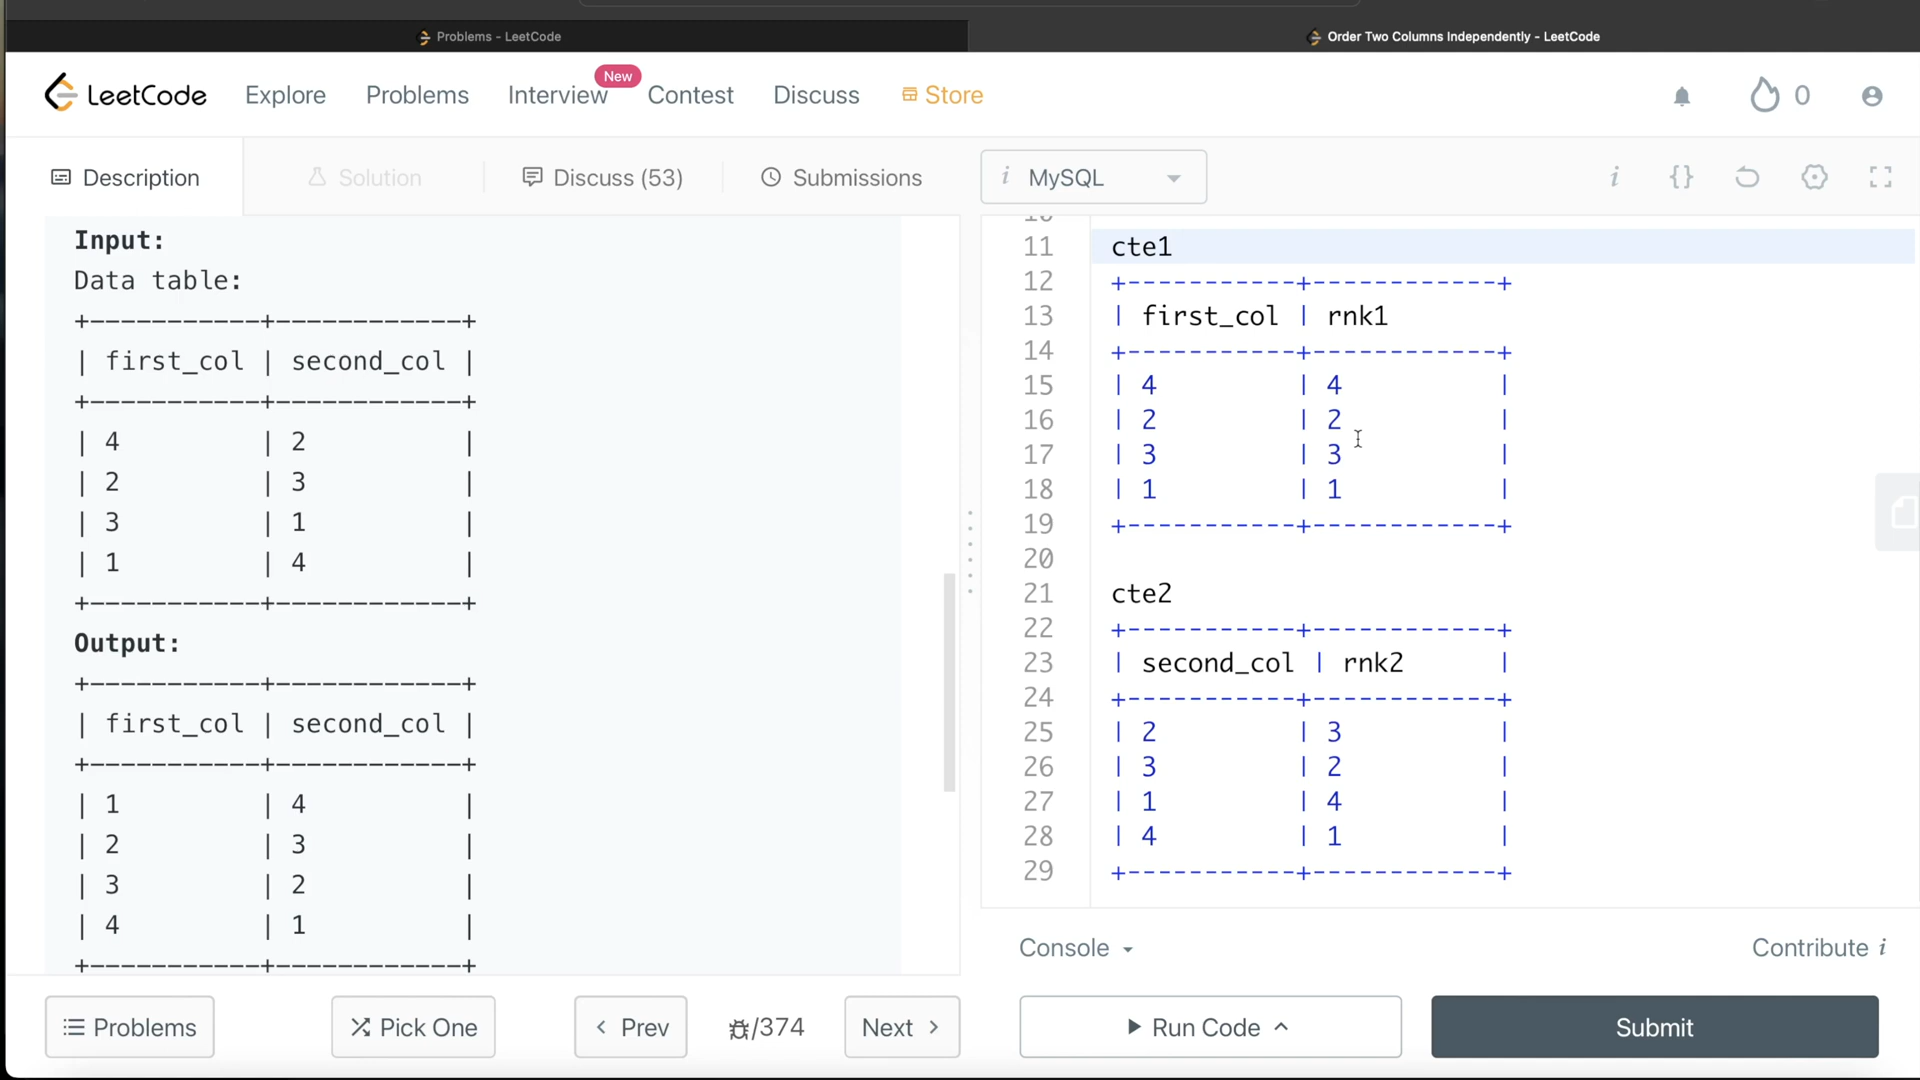 Problems - LeetCode
Order Two Columns Independently - LeetCode
LeetCode Explore Problems Interview New Contest Discuss Store 0
Description Solution Discuss (53) Submissions
i MySQL i {}
Input:
Data table:
+-----------+------------+
| first_col | second_col |
+-----------+------------+
| 4         | 2          |
| 2         | 3          |
| 3         | 1          |
| 1         | 4          |
+-----------+------------+
Output:
+-----------+------------+
| first_col | second_col |
+-----------+------------+
| 1         | 4          |
| 2         | 3          |
| 3         | 2          |
| 4         | 1          |
+-----------+------------+
10
11 cte1
12 +-----------+------------+
13 | first_col | rnk1
14 +-----------+------------+
15 | 4         | 4          |
16 | 2         | 2          |
17 | 3         | 3          |
18 | 1         | 1          |
19 +-----------+------------+
20
21 cte2
22 +-----------+------------+
23 | second_col | rnk2      |
24 +-----------+------------+
25 | 2         | 3          |
26 | 3         | 2          |
27 | 1         | 4          |
28 | 4         | 1          |
29 +-----------+------------+
Console Contribute i
Problems Pick One < Prev /374 Next > Run Code Submit